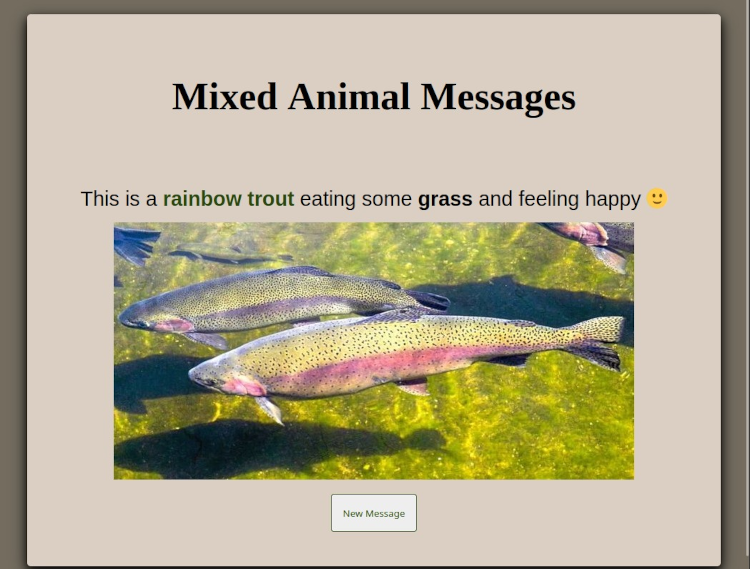 Mixed Animal Messages
This is a rainbow trout eating some grass and feeling happy 🙂
New Message